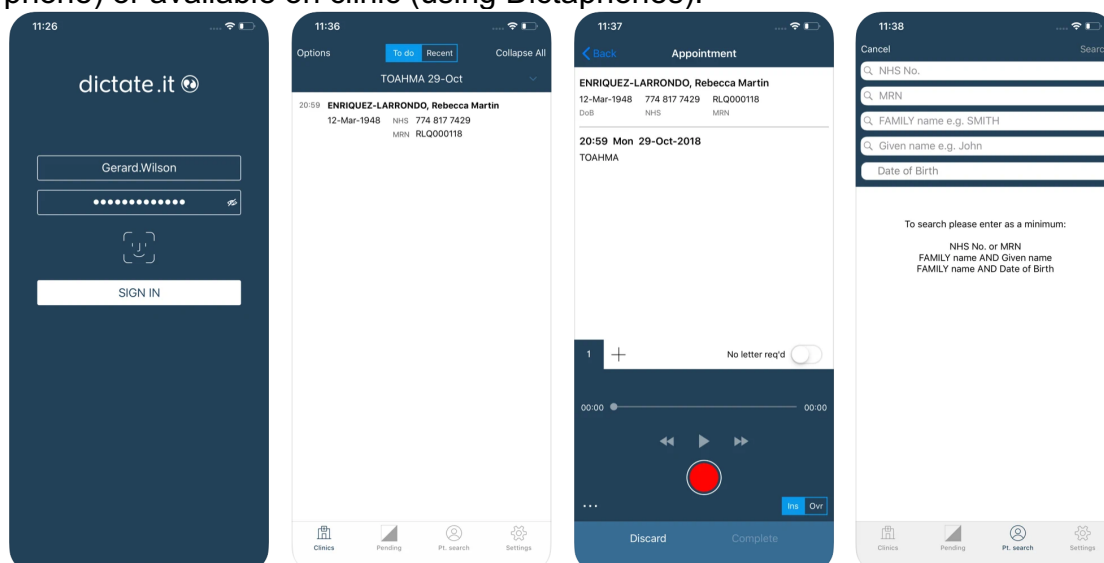 phone) or available on clinic (using Dictaphones).
11:26
dictate.it
Gerard.Wilson
SIGN IN
11:36
Options To do Recent Collapse All
TOAHMA 29-Oct
20:59 ENRIQUEZ-LARRONDO, Rebecca Martin
12-Mar-1948 NHS 774 817 7429
MRN RLQ000118
Clinics Pending Pt. search Settings
11:37
Back Appointment
ENRIQUEZ-LARRONDO, Rebecca Martin
12-Mar-1948 774 817 7429 RLQ000118
DoB NHS MRN
20:59 Mon 29-Oct-2018
TOAHMA
1 + No letter req'd
00:00 00:00
... Ins Ovr
Discard Complete
11:38
Cancel Searc
NHS No.
MRN
FAMILY name e.g. SMITH
Given name e.g. John
Date of Birth
To search please enter as a minimum:
NHS No. or MRN
FAMILY name AND Given name
FAMILY name AND Date of Birth
Clinics Pending Pt. search Settings